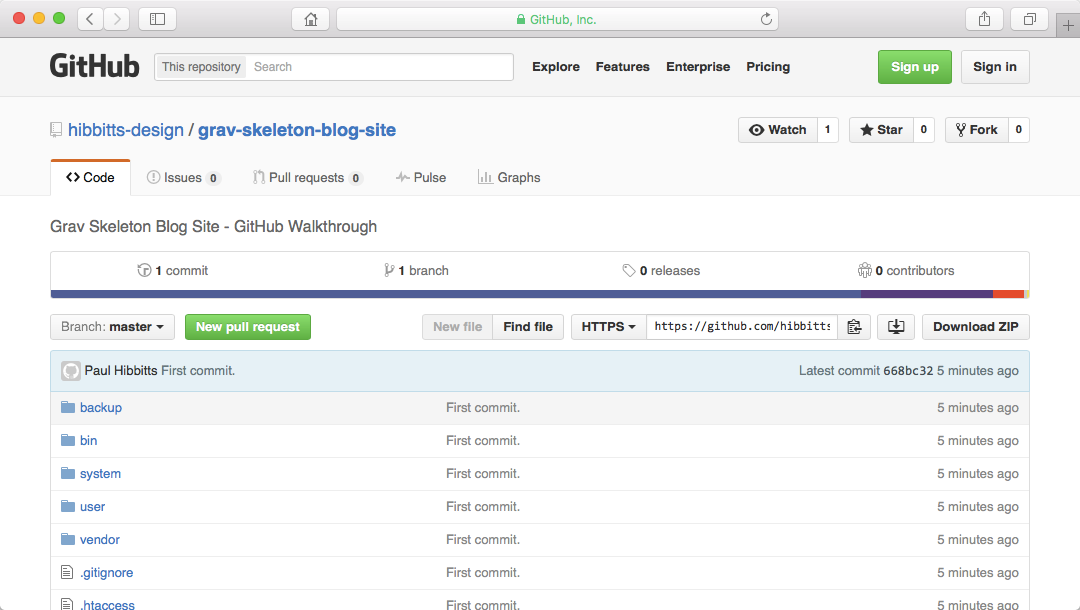 GitHub, Inc.
GitHub This repository Search Explore Features Enterprise Pricing Sign up Sign in
hibbitts-design / grav-skeleton-blog-site Watch 1 Star 0 Fork 0
Code Issues 0 Pull requests 0 Pulse Graphs
Grav Skeleton Blog Site - GitHub Walkthrough
1 commit 1 branch 0 releases 0 contributors
Branch: master New pull request New file Find file HTTPS https://github.com/hibbitts Download ZIP
Paul Hibbitts First commit. Latest commit 668bc32 5 minutes ago
backup First commit. 5 minutes ago
bin First commit. 5 minutes ago
system First commit. 5 minutes ago
user First commit. 5 minutes ago
vendor First commit. 5 minutes ago
.gitignore First commit. 5 minutes ago
.htaccess First commit. 5 minutes ago